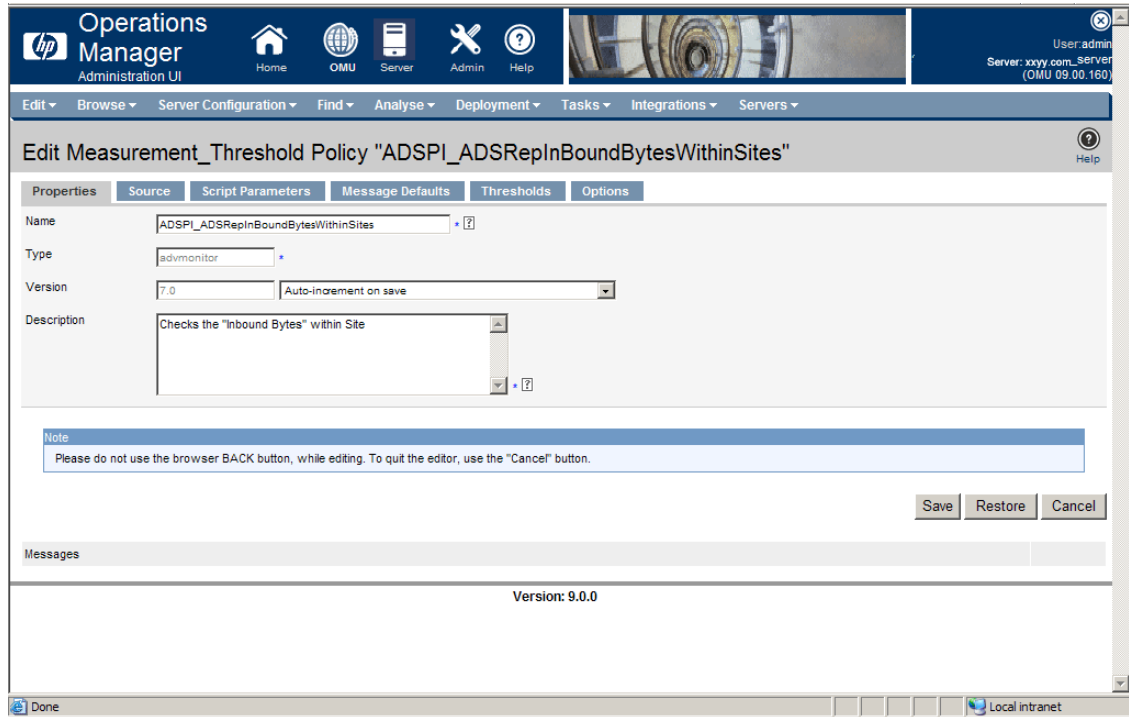 hp
Operations
Manager
Administration UI
Home
OMU
Server
Admin
Help
User:admin
Server: xxyy.com_server
(OMU 09.00.160)
Edit Browse Server Configuration Find Analyse Deployment Tasks Integrations Servers
Edit Measurement_Threshold Policy "ADSPI_ADSRepInBoundBytesWithinSites"
Help
Properties Source Script Parameters Message Defaults Thresholds Options
Name ADSPI_ADSRepInBoundBytesWithinSites * ?
Type advmonitor *
Version 7.0 Auto-increment on save
Description Checks the "Inbound Bytes" within Site
* ?
Note
Please do not use the browser BACK button, while editing. To quit the editor, use the "Cancel" button.
Save Restore Cancel
Messages
Version: 9.0.0
Done Local intranet